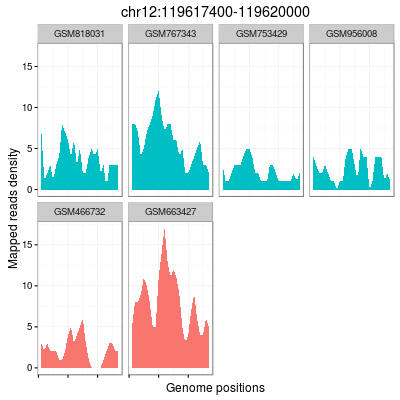 chr12:119617400-119620000
GSM818031 GSM767343 GSM753429 GSM956008
15
10
5
0
Mapped reads density
GSM466732 GSM663427
15
10
5
0
Genome positions